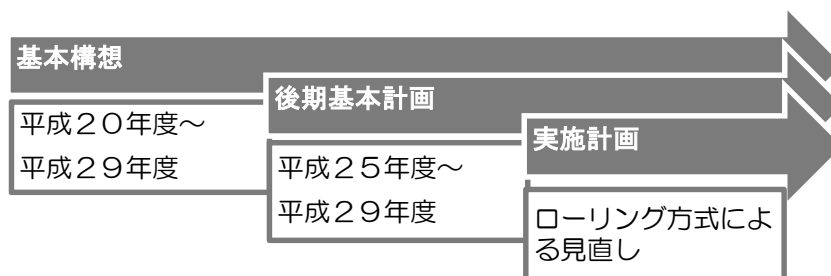 基本構想
平成２０年度～
平成２９年度
後期基本計画
平成２５年度～
平成２９年度
実施計画
ローリング方式によ
る見直し